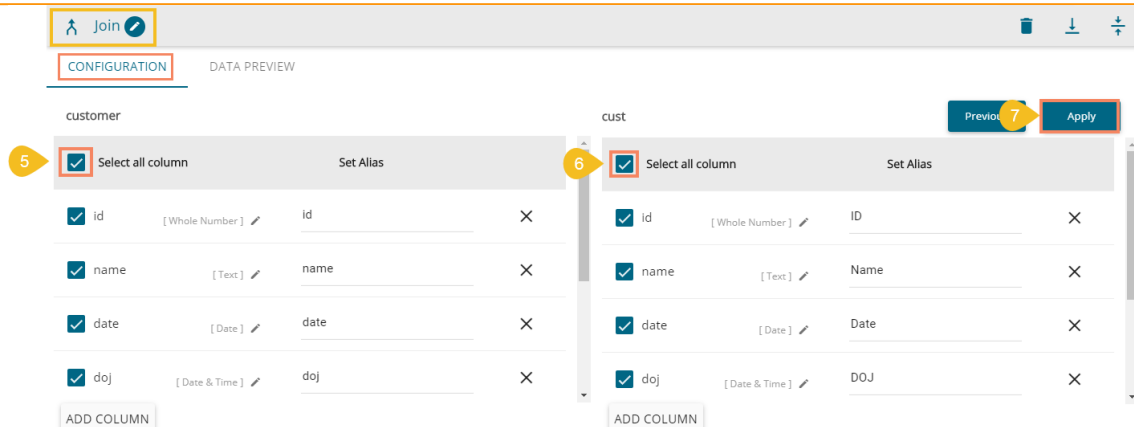 Join
CONFIGURATION DATA PREVIEW
customer
5 Select all column Set Alias
id [ Whole Number ] id
name [ Text ] name
date [ Date ] date
doj [ Date & Time ] doj
ADD COLUMN
cust 7 Apply
6 Select all column Set Alias
id [ Whole Number ] ID
name [ Text ] Name
date [ Date ] Date
doj [ Date & Time ] DOJ
ADD COLUMN